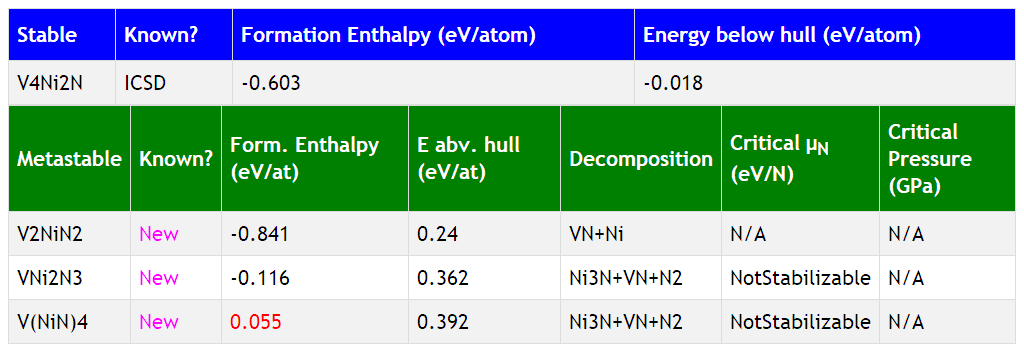 Stable Known? Formation Enthalpy (eV/atom) Energy below hull (eV/atom)
V4Ni2N ICSD -0.603 -0.018
Metastable Known? Form. Enthalpy (eV/at) E abv. hull (eV/at) Decomposition Critical μN (eV/N) Critical Pressure (GPa)
V2NiN2 New -0.841 0.24 VN+Ni N/A N/A
VNi2N3 New -0.116 0.362 Ni3N+VN+N2 NotStabilizable N/A
V(NiN)4 New 0.055 0.392 Ni3N+VN+N2 NotStabilizable N/A